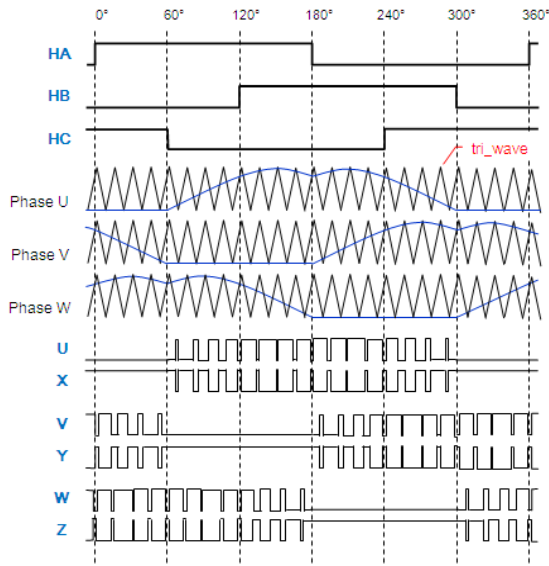 0° 60° 120° 180° 240° 300° 360°
HA
HB
HC
tri_wave
Phase U
Phase V
Phase W
U
X
V
Y
W
Z